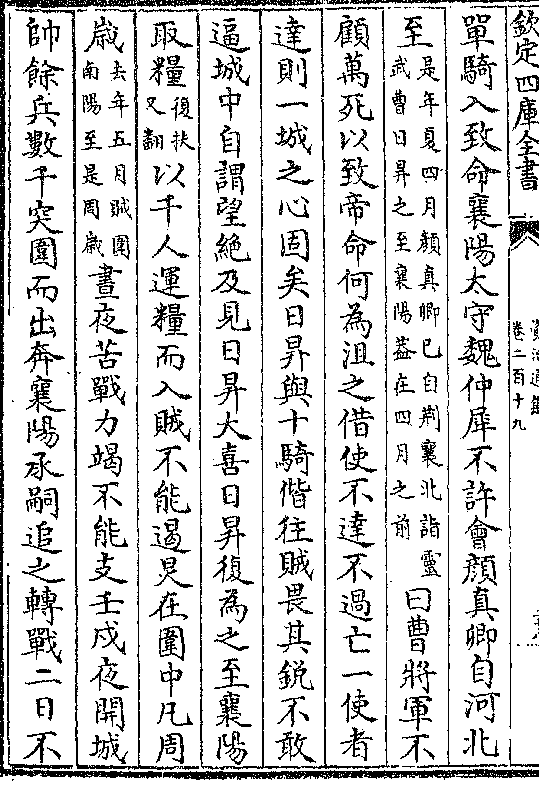 欽定四庫全書
資治通鑑
卷二百十九
單騎入致命襄陽太守魏仲犀不許會顔真卿自河北
至是年夏四月顔真卿已自荆襄北詣靈武曹日昇之至襄陽葢在四月之前曰曹將軍不
顧萬死以致帝命何為沮之借使不達不過亡一使者
達則一城之心固矣日昇與十騎偕往賊畏其銳不敢
逼城中自謂望絶及見日昇大喜日昇復為之至襄陽
取糧復扶又翻以千人運糧而入賊不能遏炅在圍中凡周
嵗去年五月賊圍南陽至是周嵗晝夜苦戰力竭不能支壬戌夜開城
帥餘兵數千突圍而出奔襄陽承嗣追之轉戰二日不